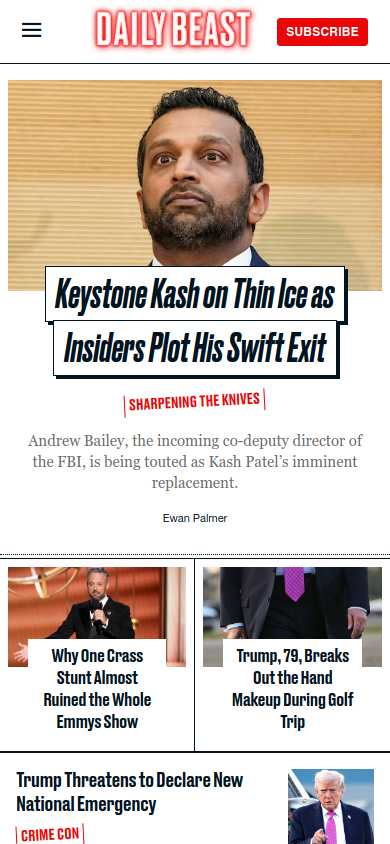 DAILY BEAST
SUBSCRIBE
Keystone Kash on Thin Ice as
Insiders Plot His Swift Exit
SHARPENING THE KNIVES
Andrew Bailey, the incoming co-deputy director of
the FBI, is being touted as Kash Patel’s imminent
replacement.
Ewan Palmer
Why One Crass
Stunt Almost
Ruined the Whole
Emmys Show
Trump, 79, Breaks
Out the Hand
Makeup During Golf
Trip
Trump Threatens to Declare New
National Emergency
CRIME CON